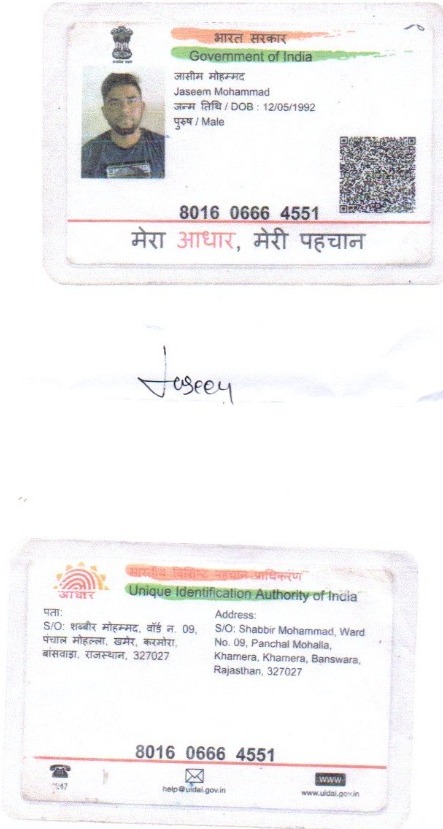 भारत सरकार
Government of India
जासीम मोहम्मद
Jaseem Mohammad
जन्म तिथि / DOB : 12/05/1992
पुरुष / Male
8016 0666 4551
मेरा आधार, मेरी पहचान
भारतीय विशिष्ट पहचान प्राधिकरण
आधार
Unique Identification Authority of India
पता:
S/O: शब्बीर मोहम्मद, वॉर्ड न. 09,
पंचाल मोहल्ला, खमेर, करमोरा,
बांसवाड़ा, राजस्थान, 327027
Address:
S/O: Shabbir Mohammad, Ward
No. 09, Panchal Mohalla,
Khamera, Khamera, Banswara,
Rajasthan, 327027
8016 0666 4551
help@uidai.gov.in
www
www.uidai.gov.in